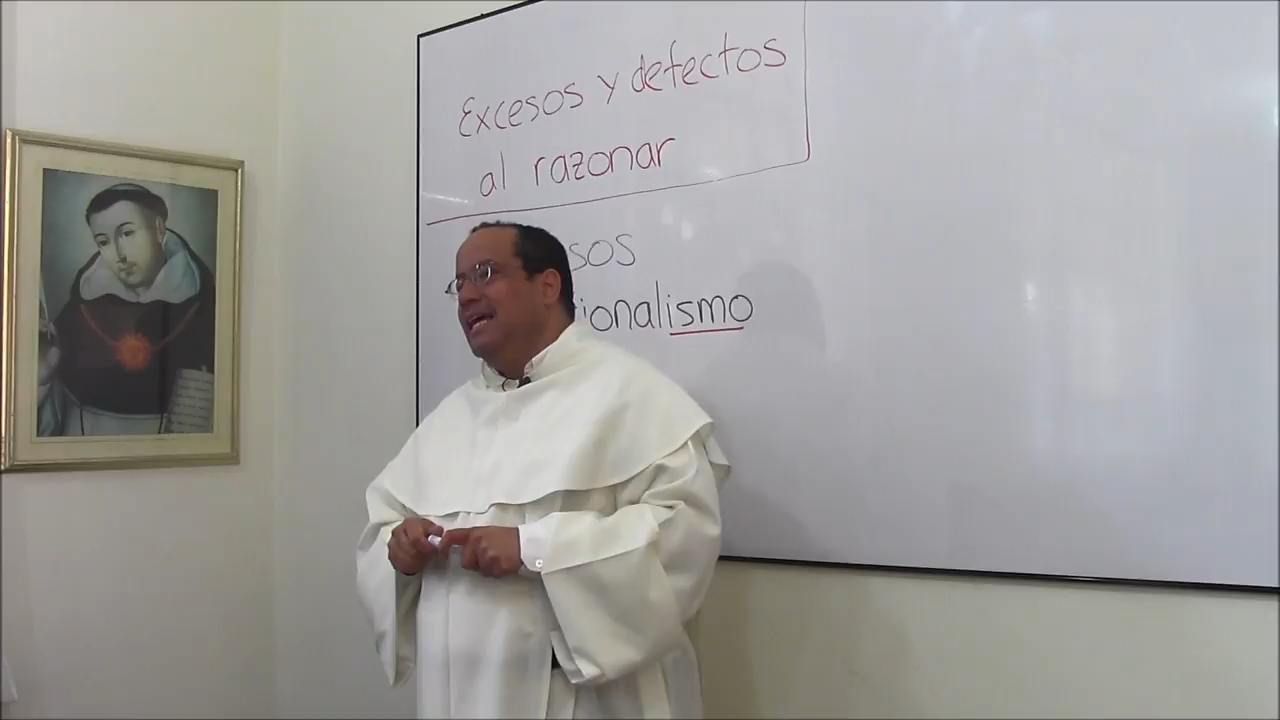 Excesos y defectos
al razonar
sos
ionalismo